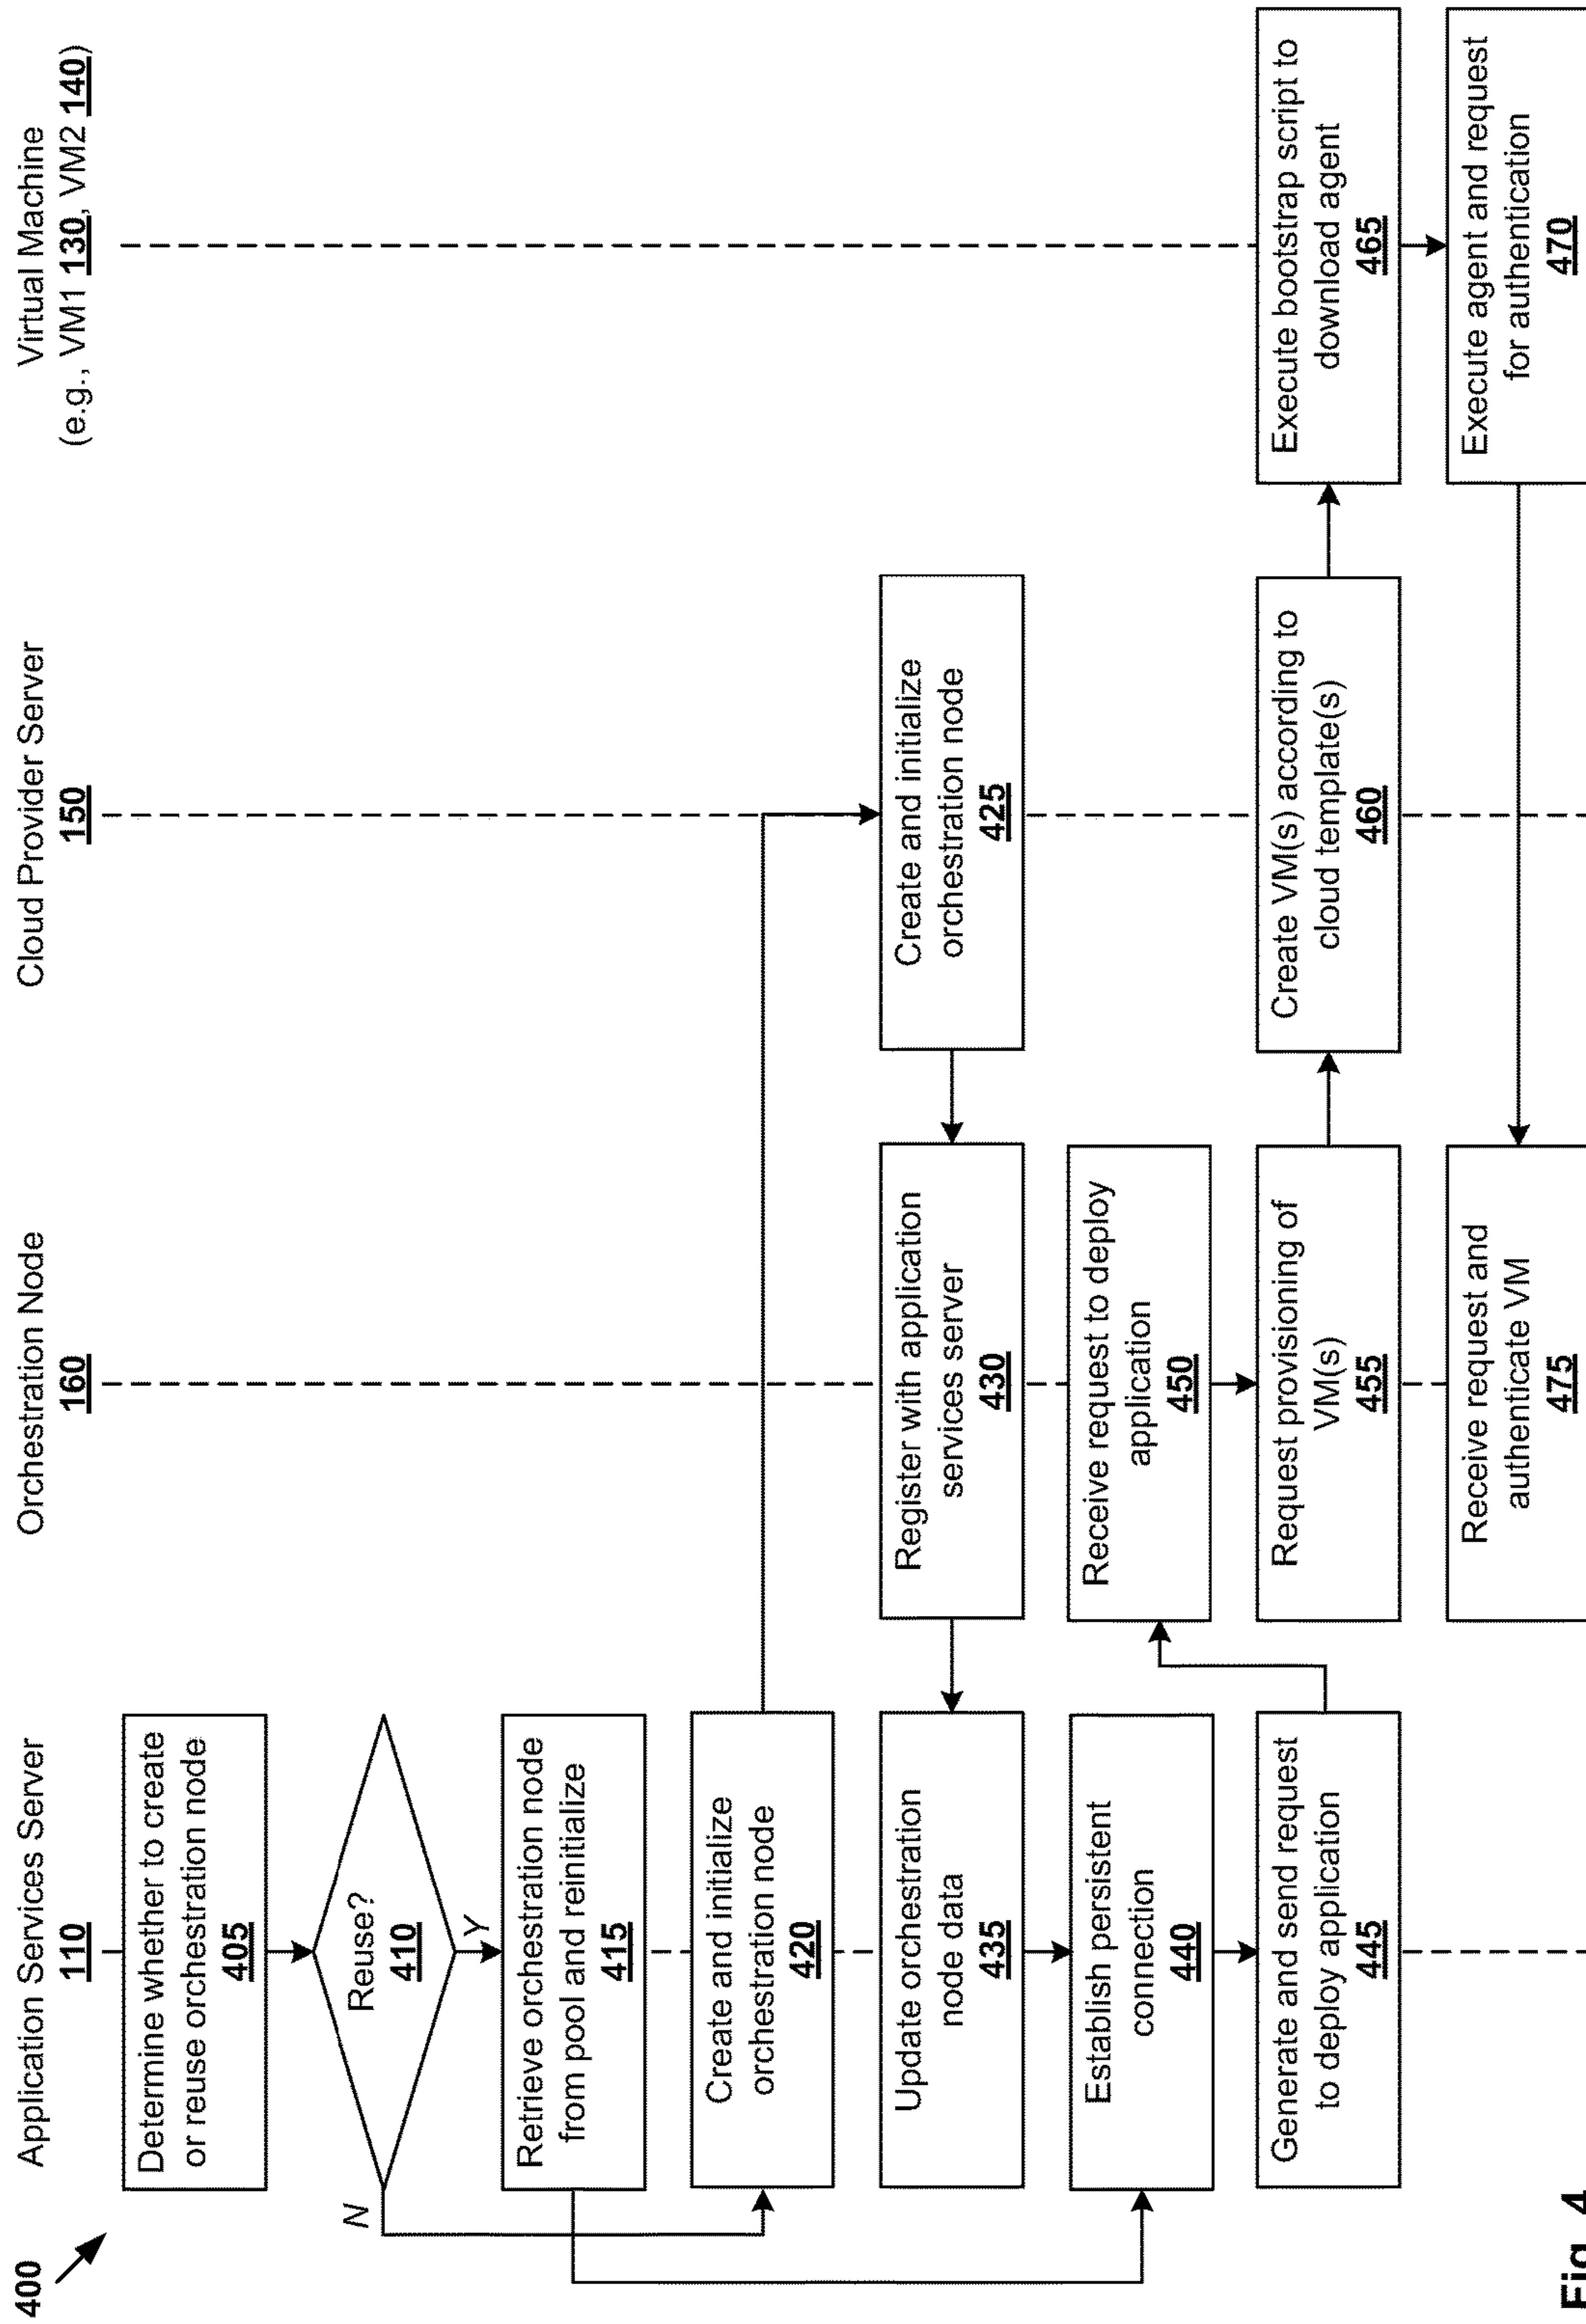 400
Application Services Server
110
Orchestration Node
160
Cloud Provider Server
150
Virtual Machine
(e.g., VM1 130, VM2 140)
Determine whether to create
or reuse orchestration node
405
Reuse?
410
N
Y
Retrieve orchestration node
from pool and reinitialize
415
Create and initialize
orchestration node
420
Create and initialize
orchestration node
425
Register with application
services server
430
Update orchestration
node data
435
Establish persistent
connection
440
Generate and send request
to deploy application
445
Receive request to deploy
application
450
Request provisioning of
VM(s)
455
Create VM(s) according to
cloud template(s)
460
Execute bootstrap script to
download agent
465
Execute agent and request
for authentication
470
Receive request and
authenticate VM
475
Fig. 4